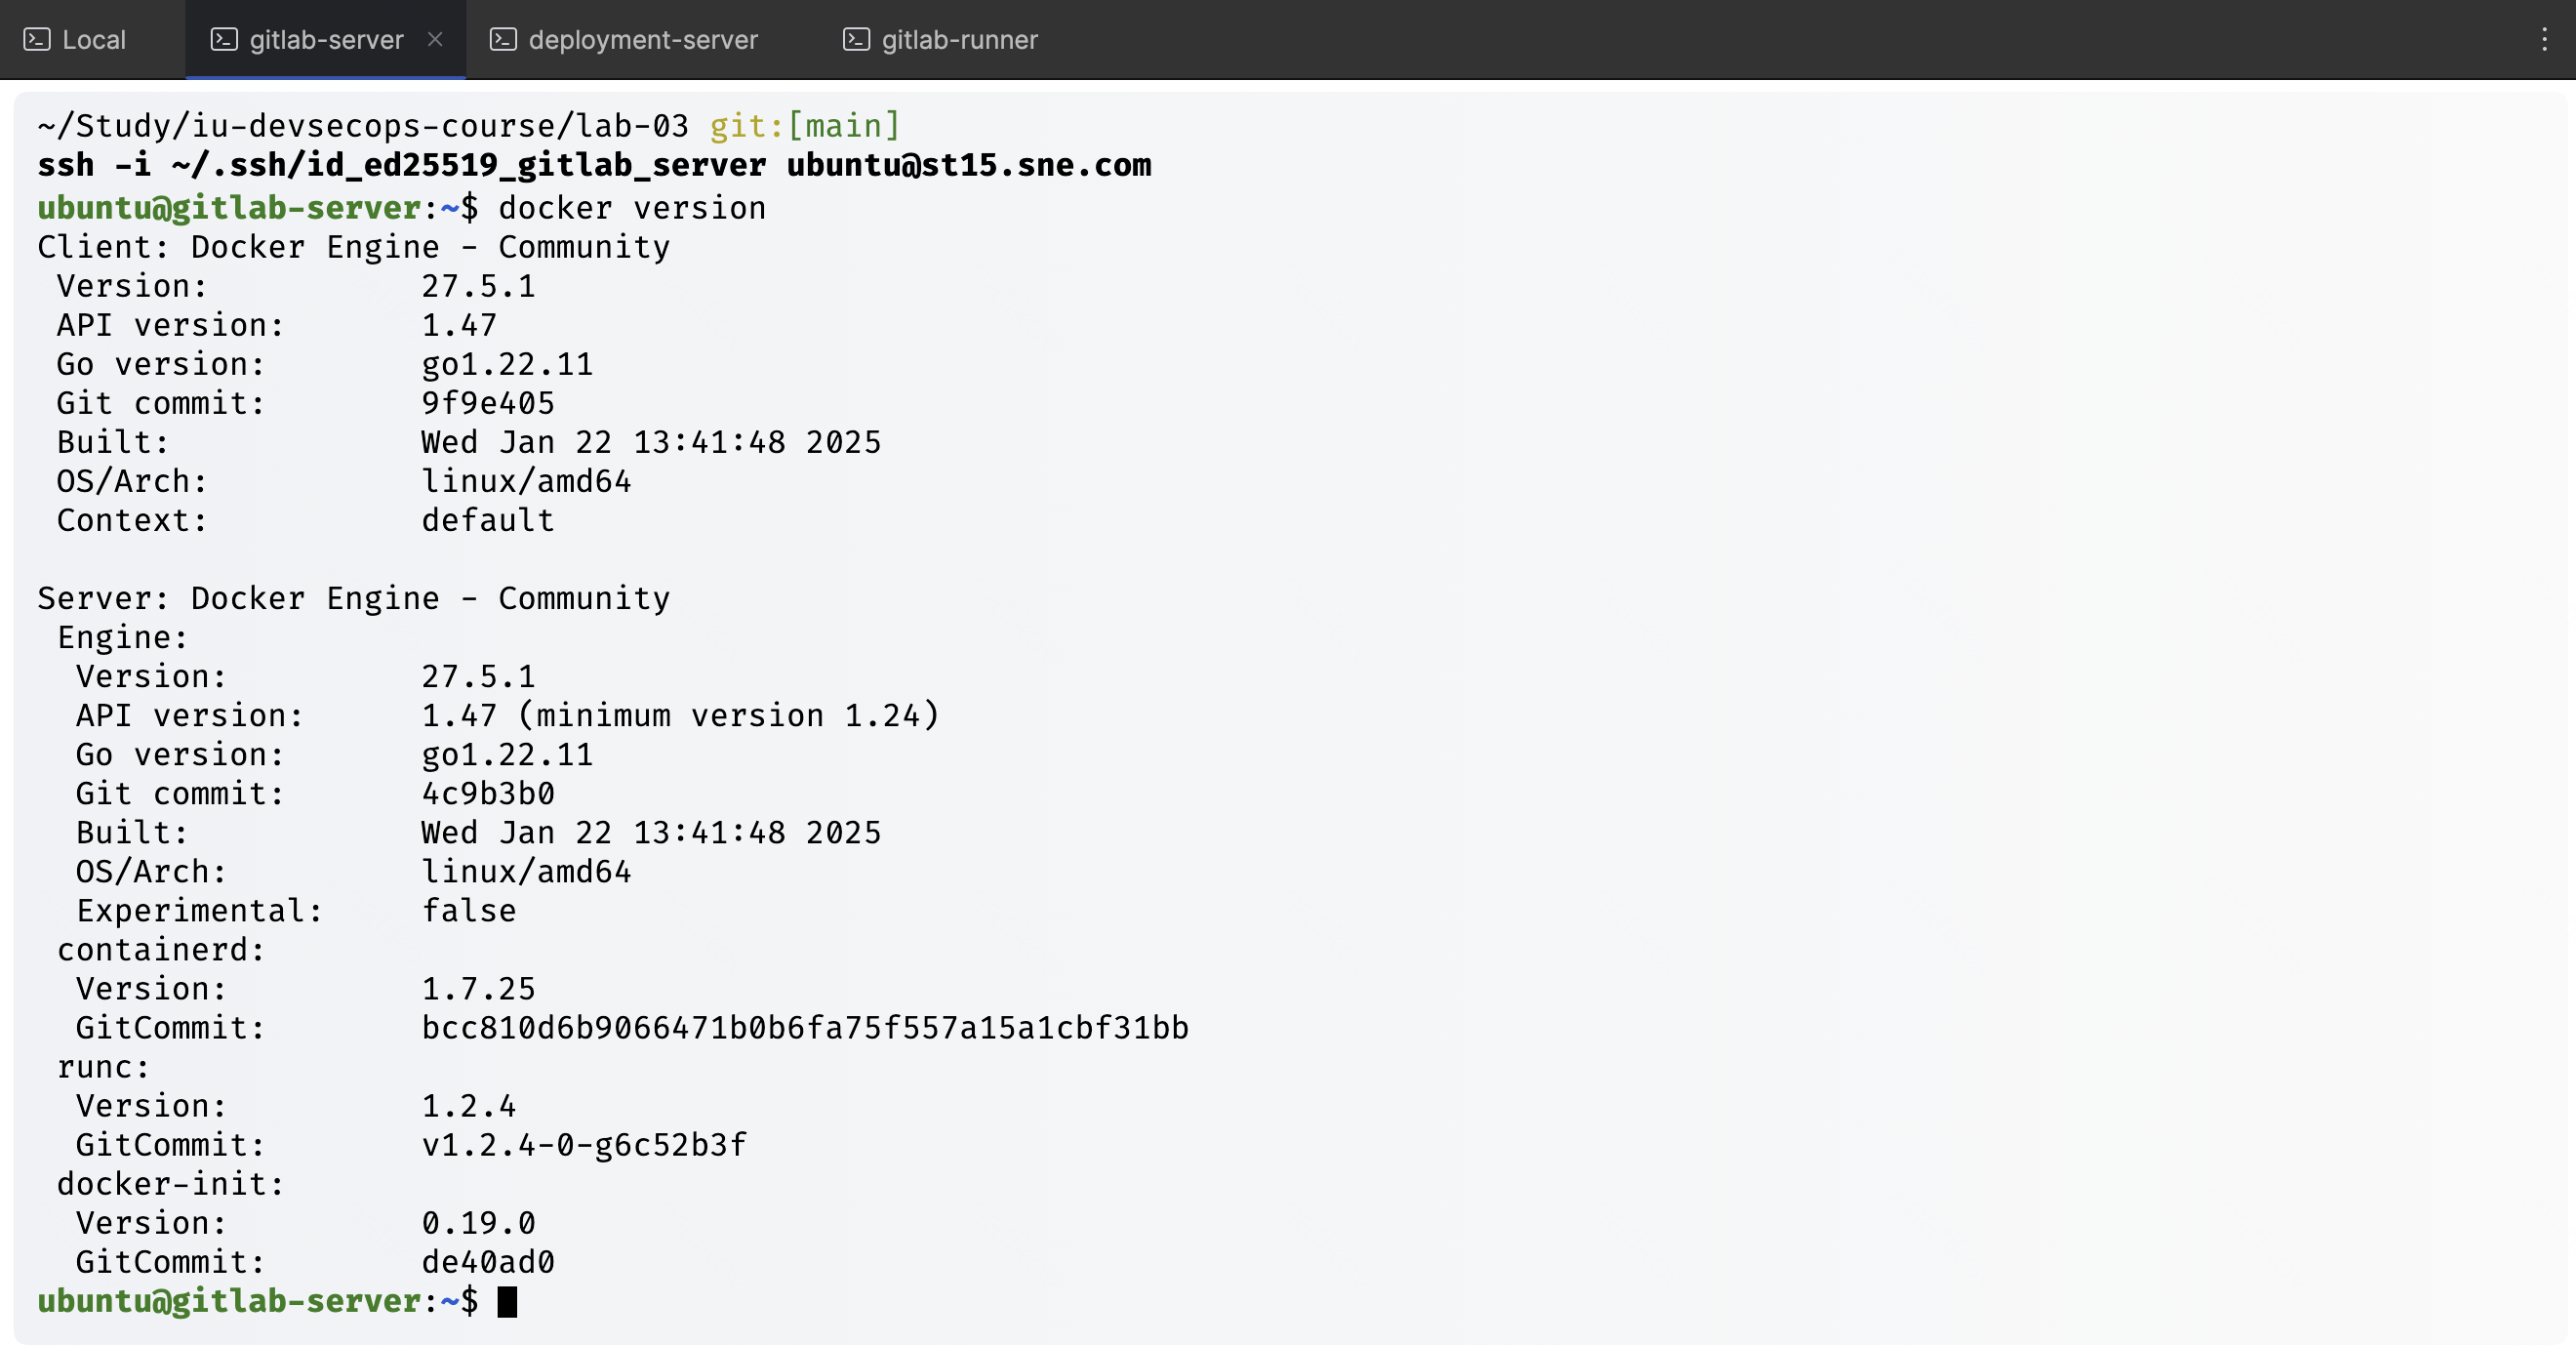 Local gitlab-server deployment-server gitlab-runner
~/Study/iu-devsecops-course/lab-03 git:[main]
ssh -i ~/.ssh/id_ed25519_gitlab_server ubuntu@st15.sne.com
ubuntu@gitlab-server:~$ docker version
Client: Docker Engine - Community
 Version:           27.5.1
 API version:       1.47
 Go version:        go1.22.11
 Git commit:        9f9e405
 Built:             Wed Jan 22 13:41:48 2025
 OS/Arch:           linux/amd64
 Context:           default

Server: Docker Engine - Community
 Engine:
  Version:          27.5.1
  API version:      1.47 (minimum version 1.24)
  Go version:       go1.22.11
  Git commit:       4c9b3b0
  Built:            Wed Jan 22 13:41:48 2025
  OS/Arch:          linux/amd64
  Experimental:     false
 containerd:
  Version:          1.7.25
  GitCommit:        bcc810d6b9066471b0b6fa75f557a15a1cbf31bb
 runc:
  Version:          1.2.4
  GitCommit:        v1.2.4-0-g6c52b3f
 docker-init:
  Version:          0.19.0
  GitCommit:        de40ad0
ubuntu@gitlab-server:~$